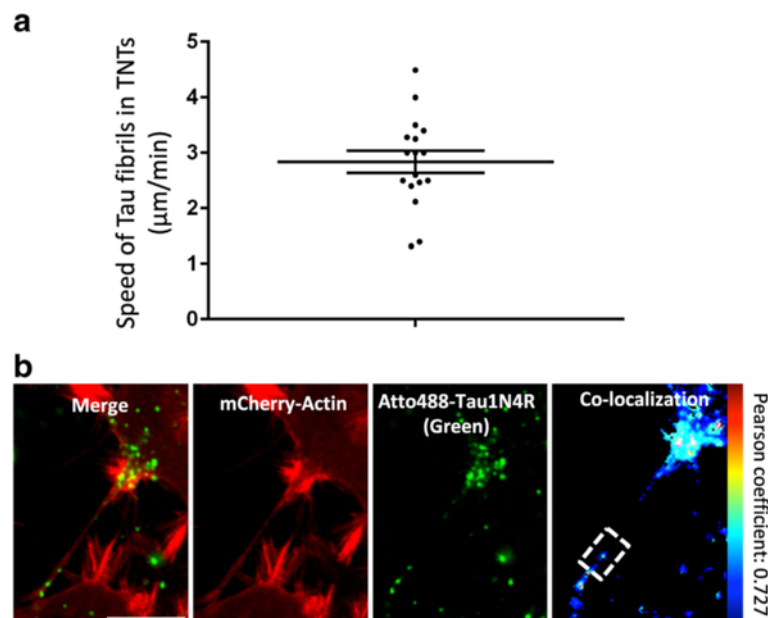 a
Speed of Tau fibrils in TNTs
(μm/min)
5
4
3
2
1
0
b
Merge
mCherry-Actin
Atto488-Tau1N4R
(Green)
Co-localization
Pearson coefficient: 0.727